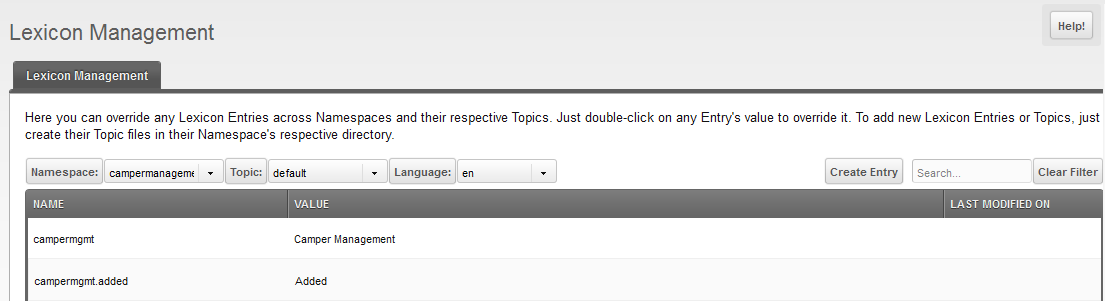 Lexicon Management
Help!
Lexicon Management
Here you can override any Lexicon Entries across Namespaces and their respective Topics. Just double-click on any Entry's value to override it. To add new Lexicon Entries or Topics, just
create their Topic files in their Namespace's respective directory.
Namespace: campermanageme Topic: default Language: en Create Entry Search... Clear Filter
NAME VALUE LAST MODIFIED ON
campermgmt Camper Management
campermgmt.added Added